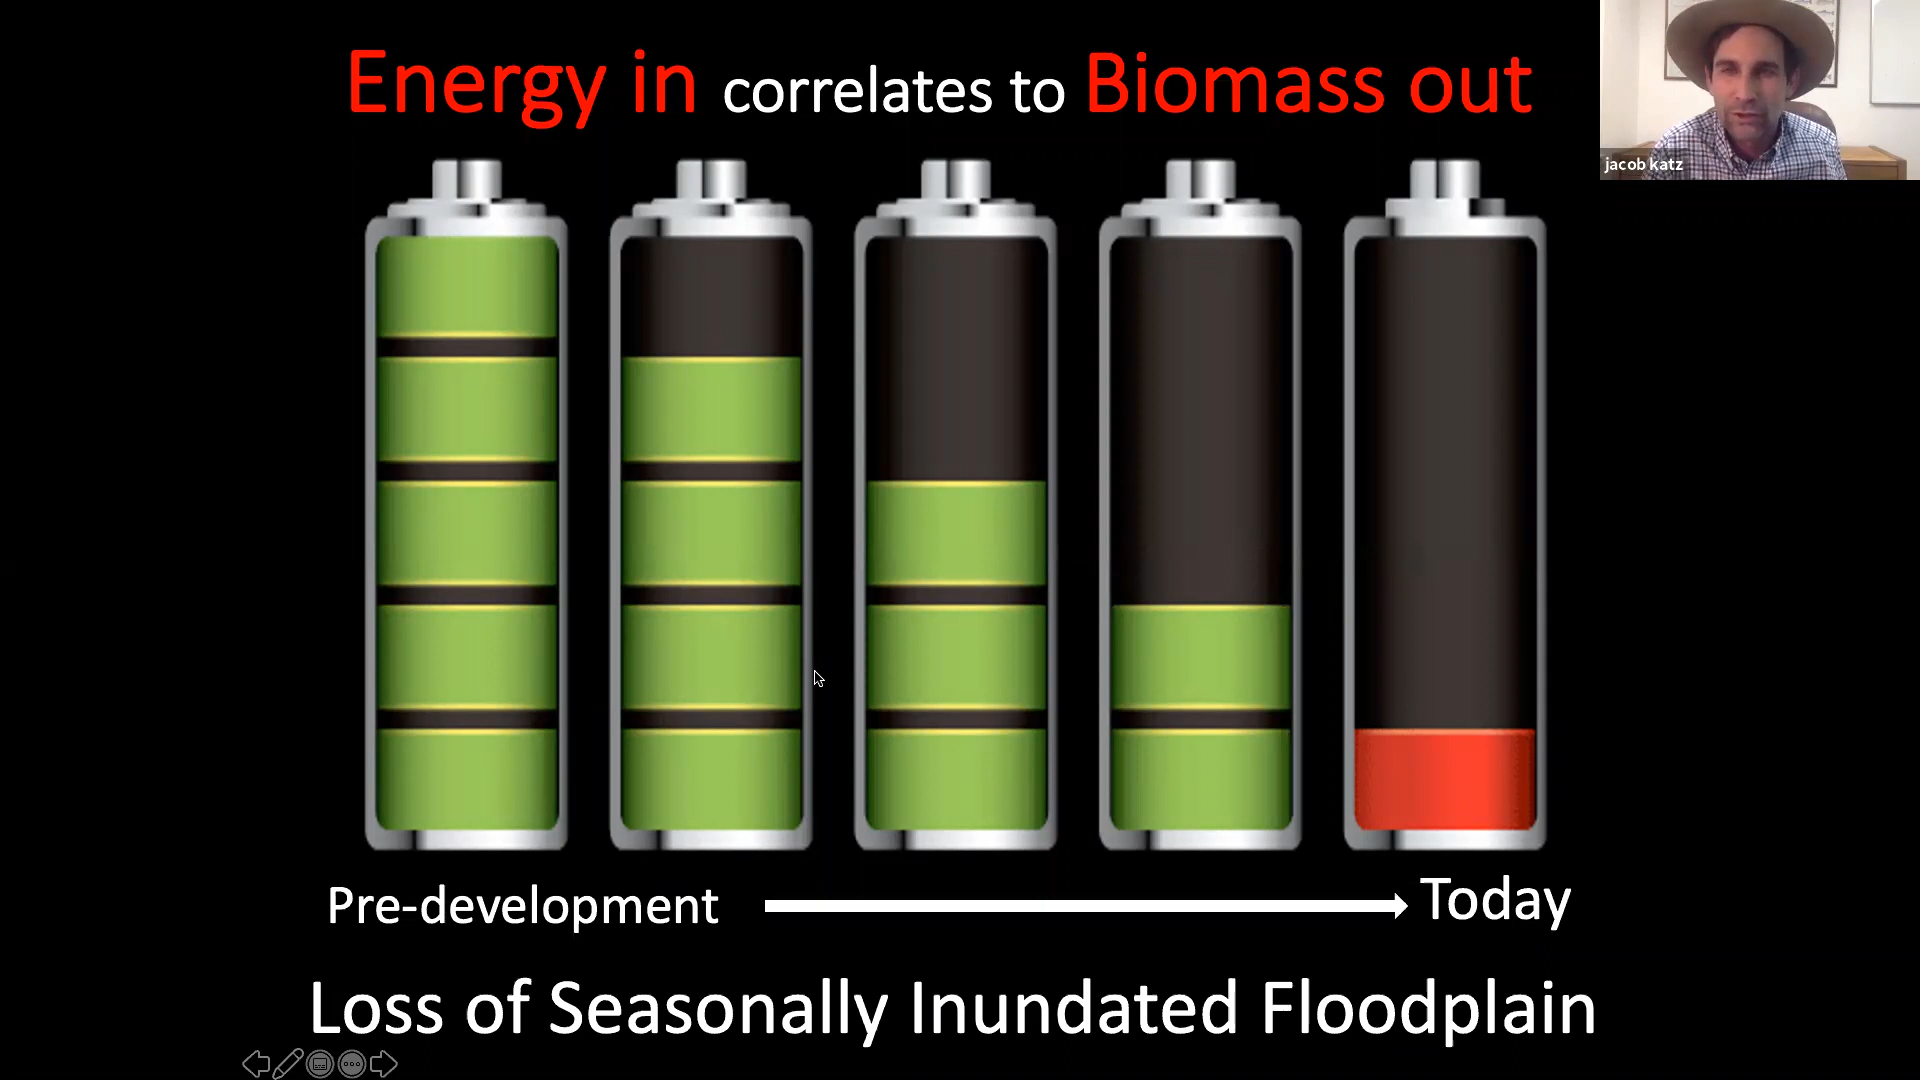 Energy in correlates to Biomass out
jacob katz
Pre-development
Today
Loss of Seasonally Inundated Floodplain